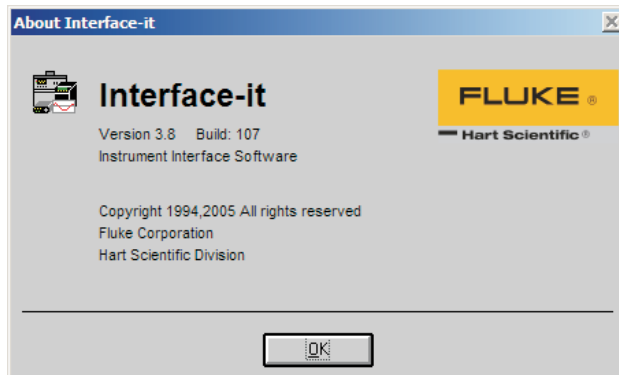 About Interface-it
Interface-it
FLUKE ®
Hart Scientific®
Version 3.8 Build: 107
Instrument Interface Software
Copyright 1994,2005 All rights reserved
Fluke Corporation
Hart Scientific Division
OK